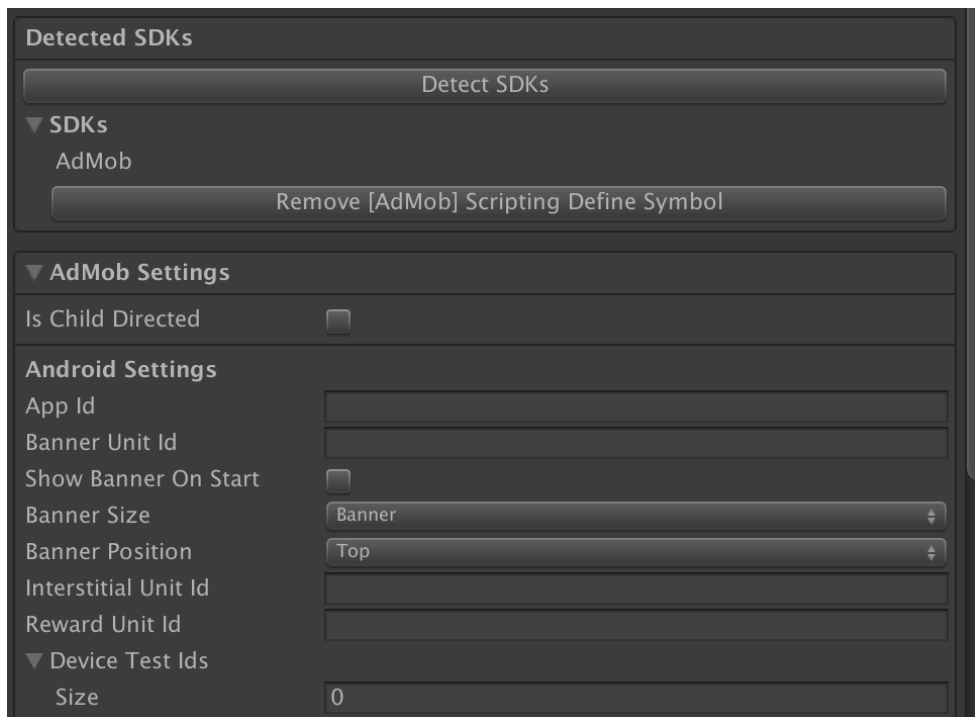 Detected SDKs
Detect SDKs
SDKs
AdMob
Remove [AdMob] Scripting Define Symbol
AdMob Settings
Is Child Directed
Android Settings
App Id
Banner Unit Id
Show Banner On Start
Banner Size Banner
Banner Position Top
Interstitial Unit Id
Reward Unit Id
Device Test Ids
Size 0